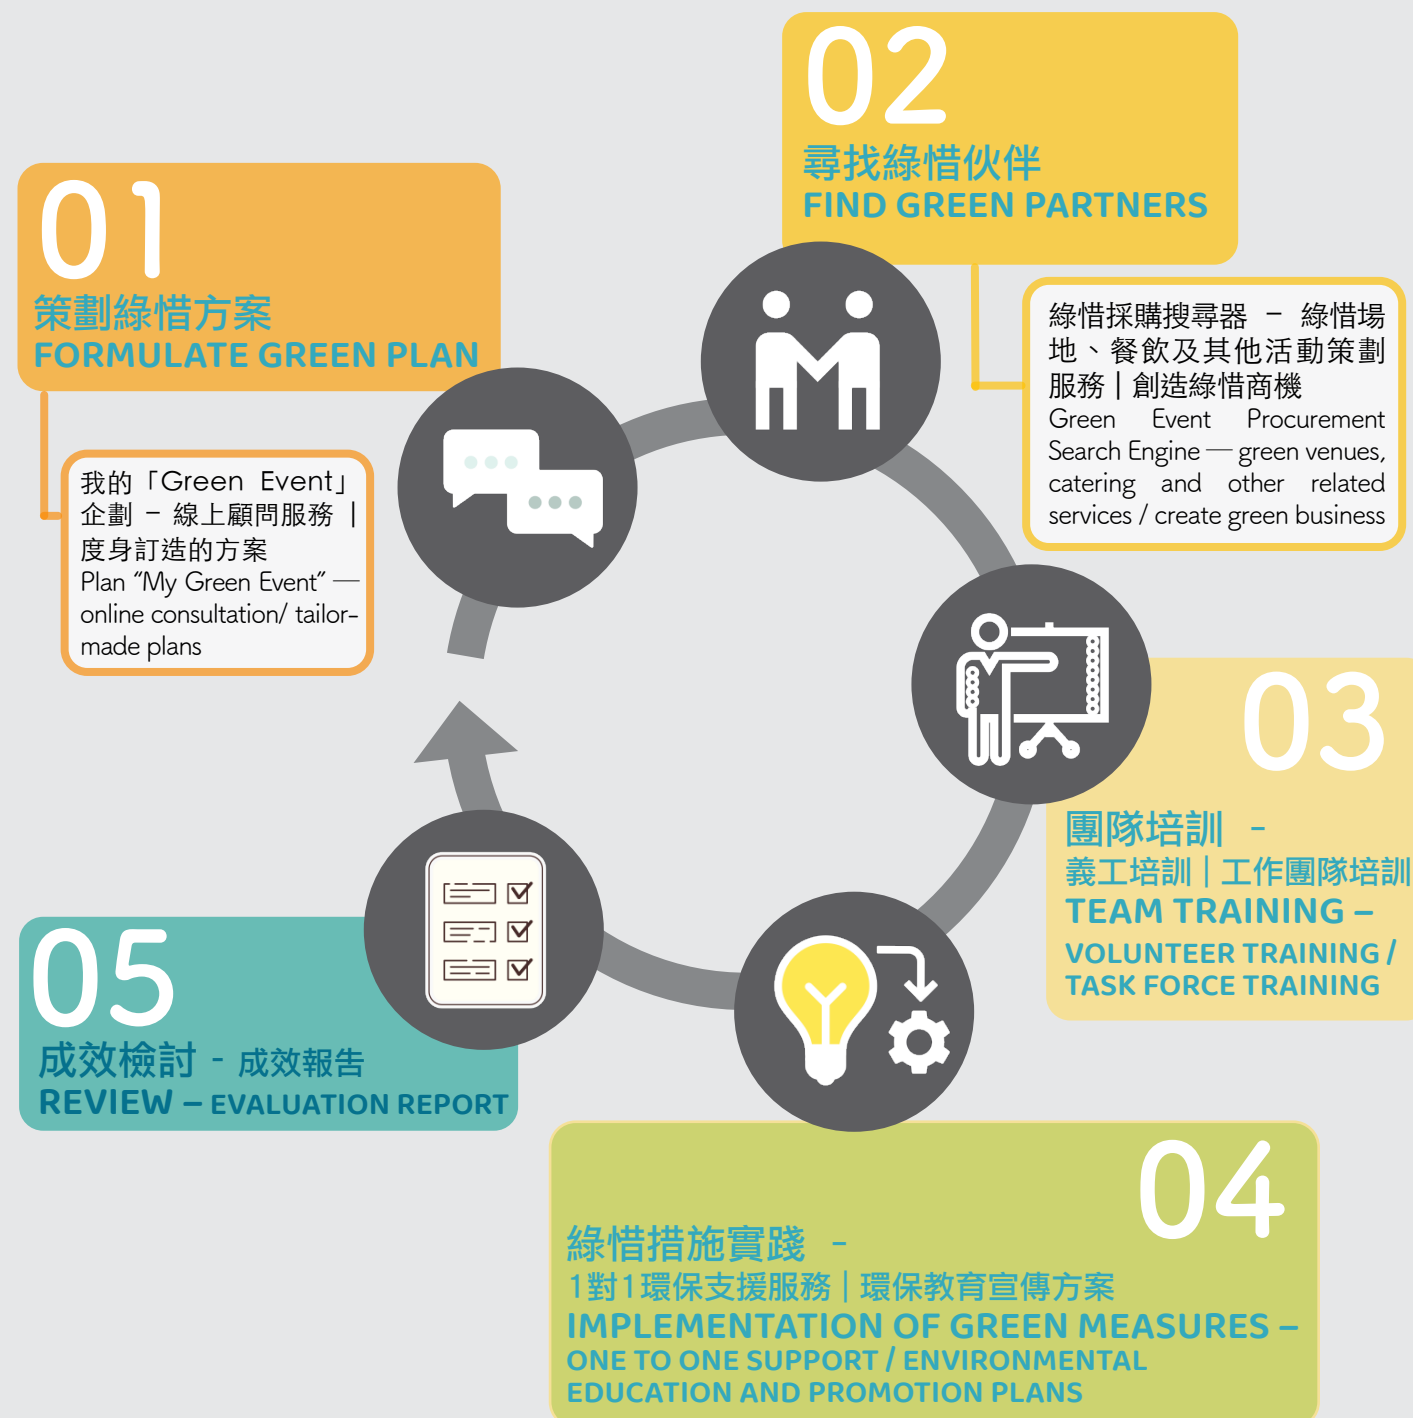 01
策劃綠惜方案
FORMULATE GREEN PLAN
我的「Green Event」
企劃 – 線上顧問服務 |
度身訂造的方案
Plan “My Green Event” —
online consultation/ tailor-
made plans
02
尋找綠惜伙伴
FIND GREEN PARTNERS
綠惜採購搜尋器 – 綠惜場
地、餐飲及其他活動策劃
服務 | 創造綠惜商機
Green Event Procurement
Search Engine — green venues,
catering and other related
services / create green business
03
團隊培訓 -
義工培訓 | 工作團隊培訓
TEAM TRAINING –
VOLUNTEER TRAINING /
TASK FORCE TRAINING
04
綠惜措施實踐 -
1對1環保支援服務 | 環保教育宣傳方案
IMPLEMENTATION OF GREEN MEASURES –
ONE TO ONE SUPPORT / ENVIRONMENTAL
EDUCATION AND PROMOTION PLANS
05
成效檢討 - 成效報告
REVIEW – EVALUATION REPORT